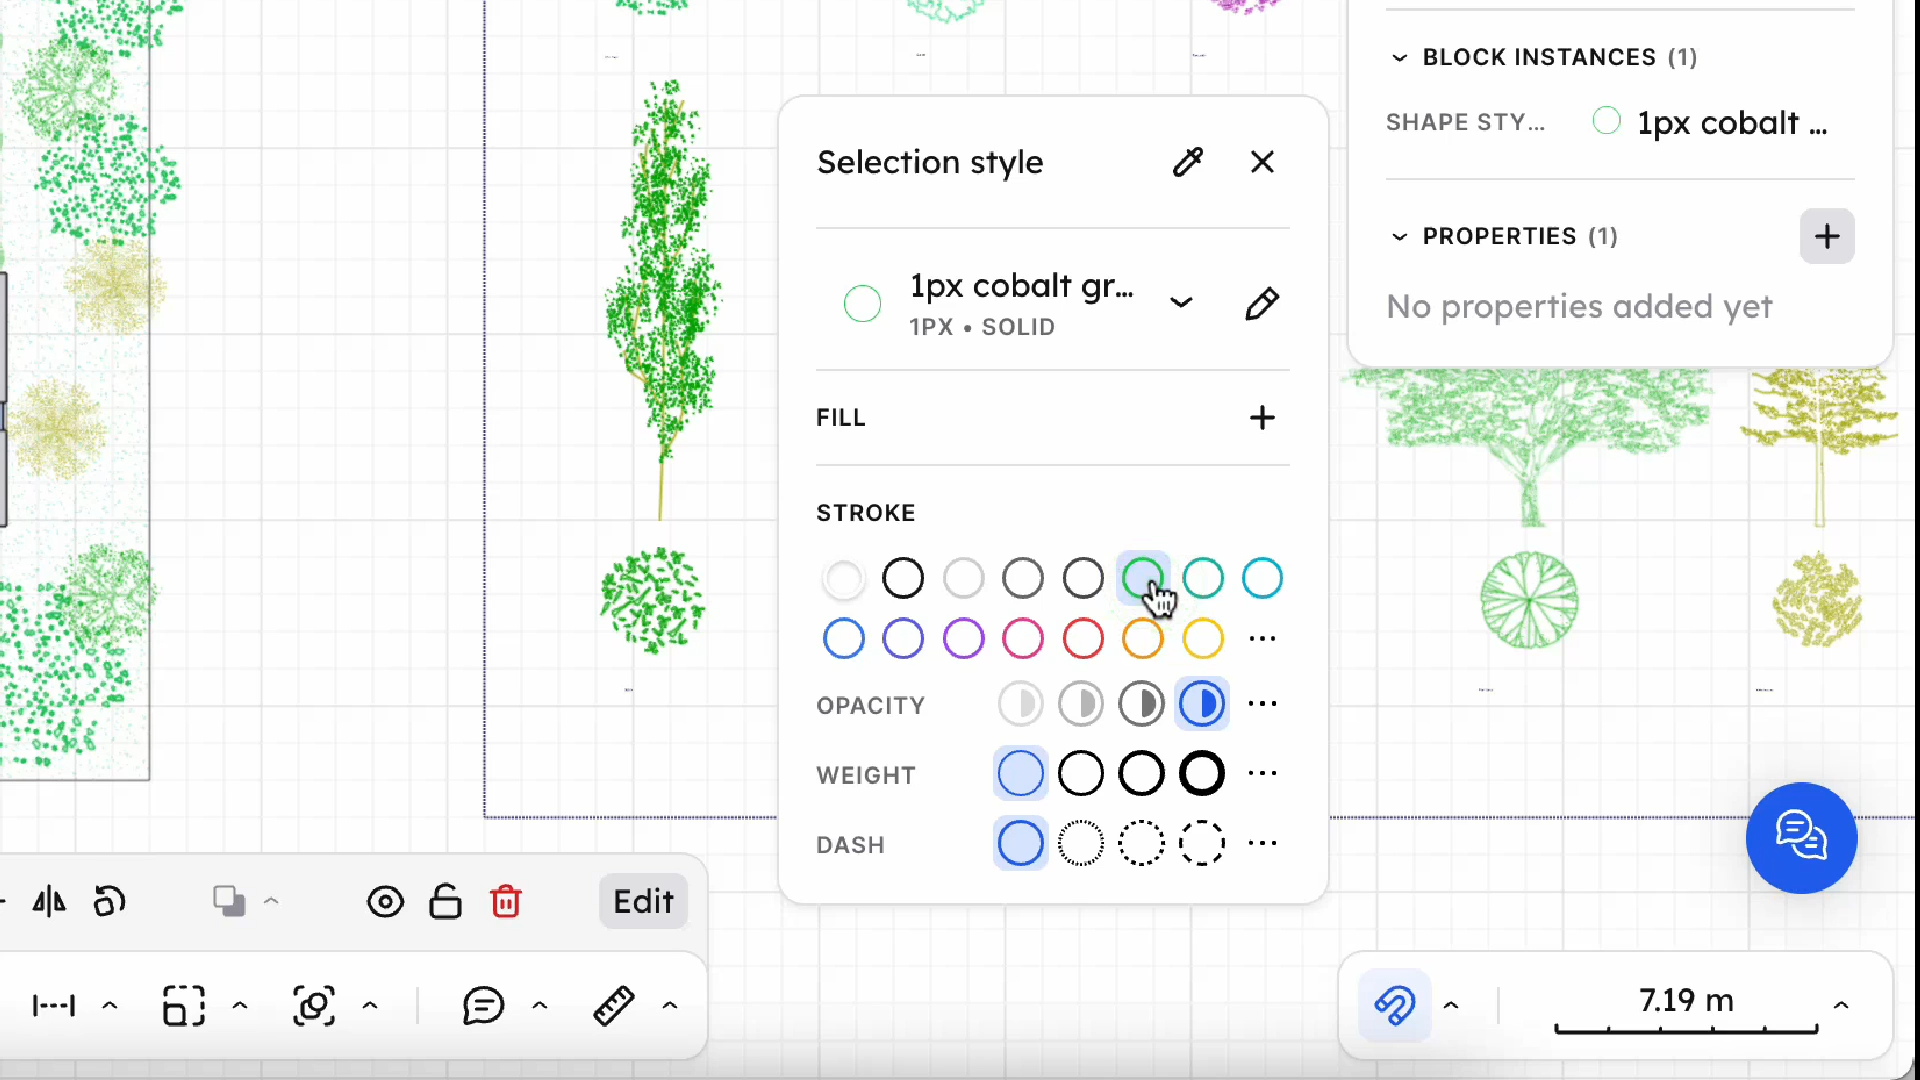 BLOCK INSTANCES (1)
SHAPE STY... 1px cobalt ...
PROPERTIES (1)
No properties added yet
Selection style
1px cobalt gr...
1PX • SOLID
FILL
STROKE
OPACITY
WEIGHT
DASH
Edit
7.19 m